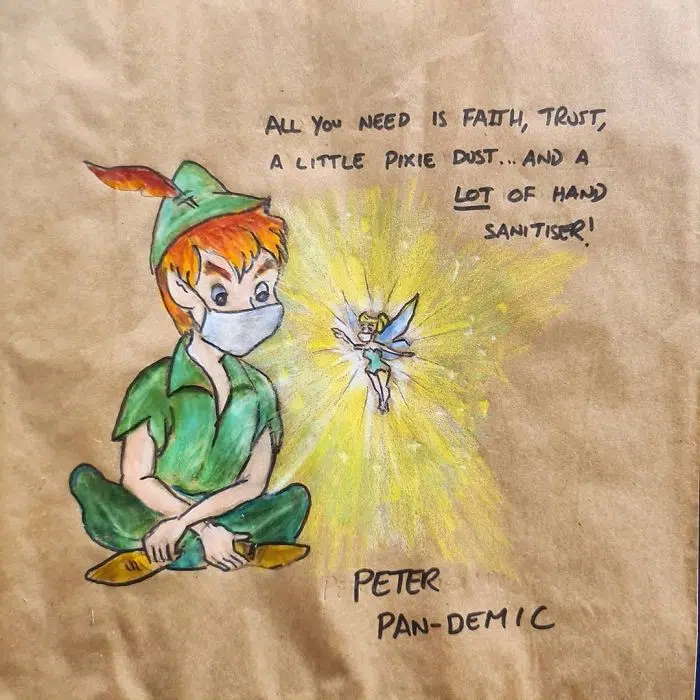 ALL YOU NEED IS FAITH, TRUST,
A LITTLE PIXIE DUST... AND A
LOT OF HAND
SANITISER!
PETER
PAN-DEMIC